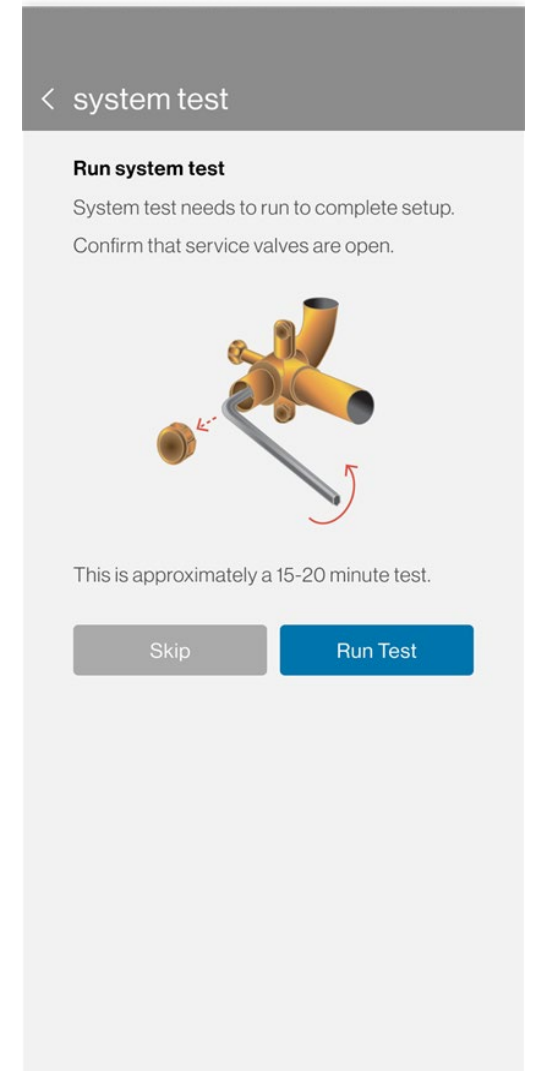 system test
Run system test
System test needs to run to complete setup.
Confirm that service valves are open.
This is approximately a 15-20 minute test.
Skip
Run Test